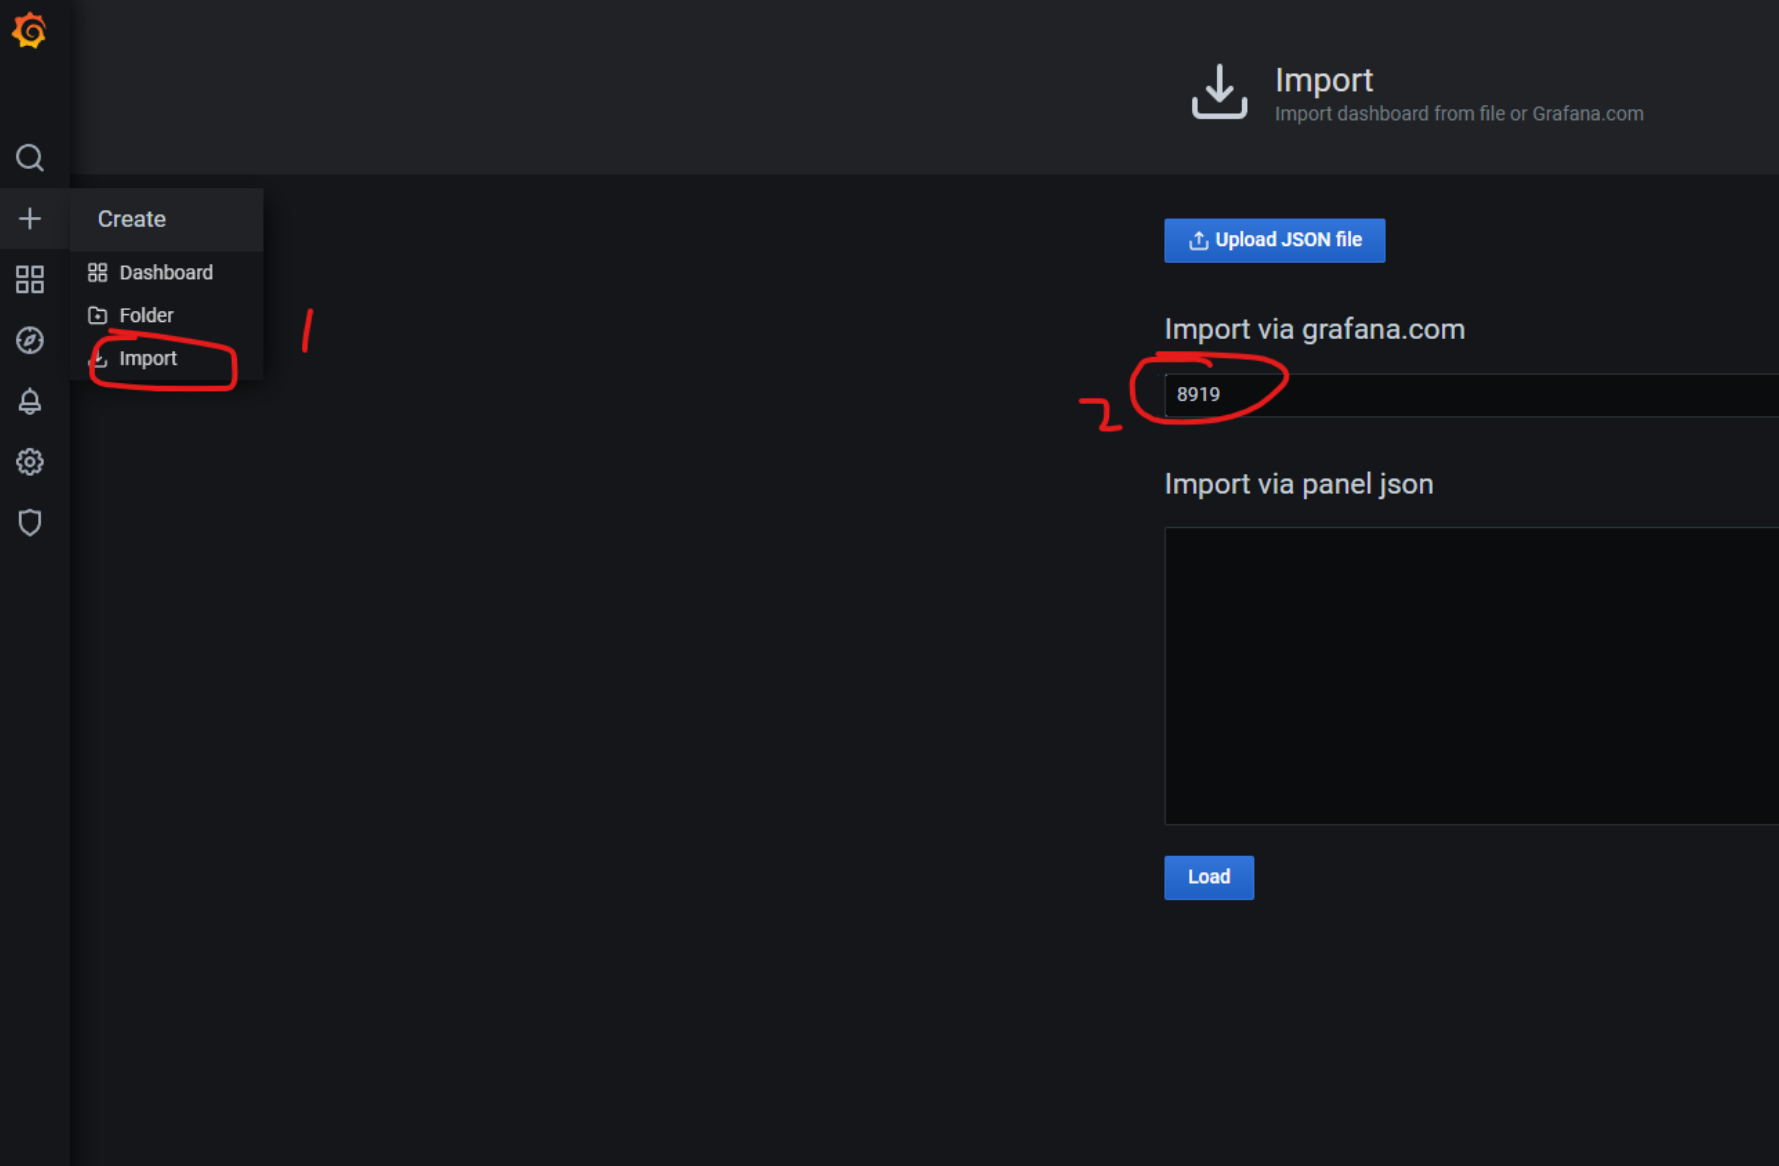 Import
Import dashboard from file or Grafana.com
Create
Dashboard
Folder
Import
1
Upload JSON file
Import via grafana.com
2
8919
Import via panel json
Load